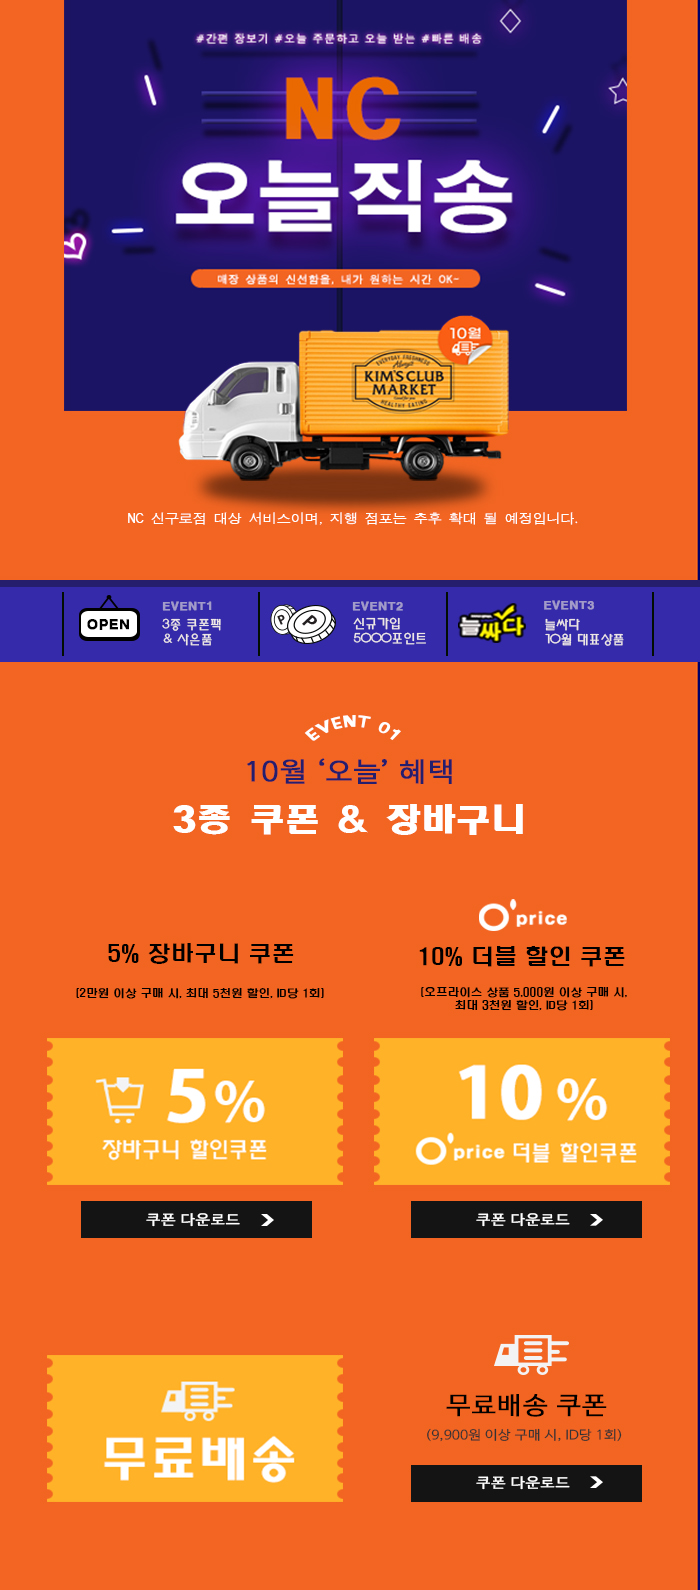 #간편 장보기 #오늘 주문하고 오늘 받는 #빠른 배송
NC
오늘직송
매장 상품의 신선함을, 내가 원하는 시간 OK~
10월
EVERYDAY FRESHNESS
Always
KIM'S CLUB
MARKET
HEALTHY EATING
NC 신구로점 대상 서비스이며, 지행 점포는 추후 확대 될 예정입니다.
OPEN
EVENT1
3종 쿠폰팩
& 사은품
P
P
EVENT2
신규가입
5000포인트
늘싸다
EVENT3
늘싸다
10월 대표상품
EVENT 01
10월 ‘오늘’ 혜택
3종 쿠폰 & 장바구니
5% 장바구니 쿠폰
(2만원 이상 구매 시, 최대 5천원 할인, ID당 1회)
O'price
10% 더블 할인 쿠폰
(오프라이스 상품 5,000원 이상 구매 시,
최대 3천원 할인, ID당 1회)
5%
장바구니 할인쿠폰
쿠폰 다운로드
10%
O'price 더블 할인쿠폰
쿠폰 다운로드
무료배송
무료배송 쿠폰
(9,900원 이상 구매 시, ID당 1회)
쿠폰 다운로드